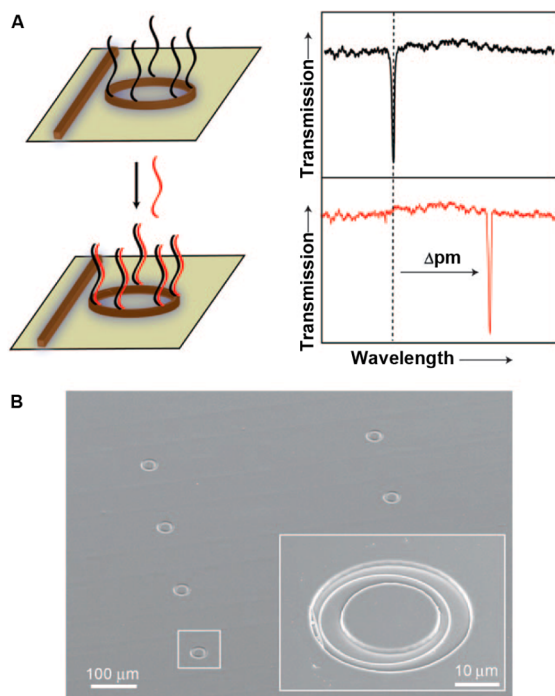 A
Transmission
Transmission
Δpm
Wavelength
B
100 μm
10 μm